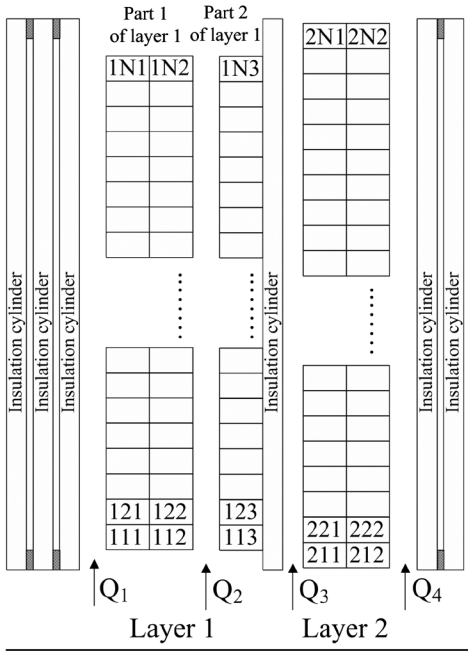 Part 1
of layer 1
Part 2
of layer 1
1N1 1N2
1N3
2N1 2N2
Insulation cylinder
Insulation cylinder
Insulation cylinder
Insulation cylinder
Insulation cylinder
Insulation cylinder
121 122
111 112
123
113
221 222
211 212
Q1
Q2
Q3
Q4
Layer 1
Layer 2